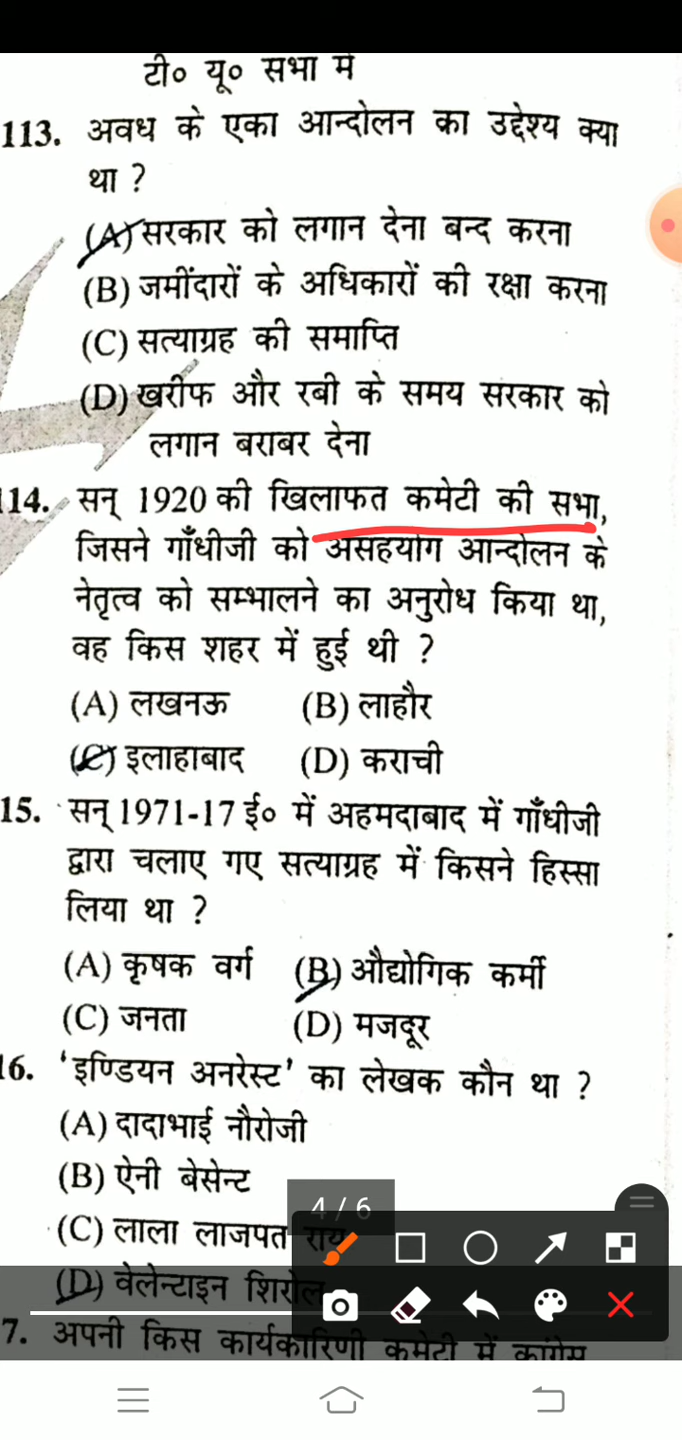 टी० यू० सभा में
113. अवध के एका आन्दोलन का उद्देश्य क्या
था ?
(A) सरकार को लगान देना बन्द करना
(B) जमींदारों के अधिकारों की रक्षा करना
(C) सत्याग्रह की समाप्ति
(D) खरीफ और रबी के समय सरकार को
लगान बराबर देना
114. सन् 1920 की खिलाफत कमेटी की सभा,
जिसने गाँधीजी को असहयोग आन्दोलन के
नेतृत्व को सम्भालने का अनुरोध किया था,
वह किस शहर में हुई थी ?
(A) लखनऊ (B) लाहौर
(C) इलाहाबाद (D) कराची
15. सन् 1971-17 ई० में अहमदाबाद में गाँधीजी
द्वारा चलाए गए सत्याग्रह में किसने हिस्सा
लिया था ?
(A) कृषक वर्ग (B) औद्योगिक कर्मी
(C) जनता (D) मजदूर
16. 'इण्डियन अनरेस्ट' का लेखक कौन था ?
(A) दादाभाई नौरोजी
(B) ऐनी बेसेन्ट
4 / 6
(C) लाला लाजपत राय
(D) वेलेन्टाइन शिरोल
7. अपनी किस कार्यकारिणी कमेटी में कांग्रेस